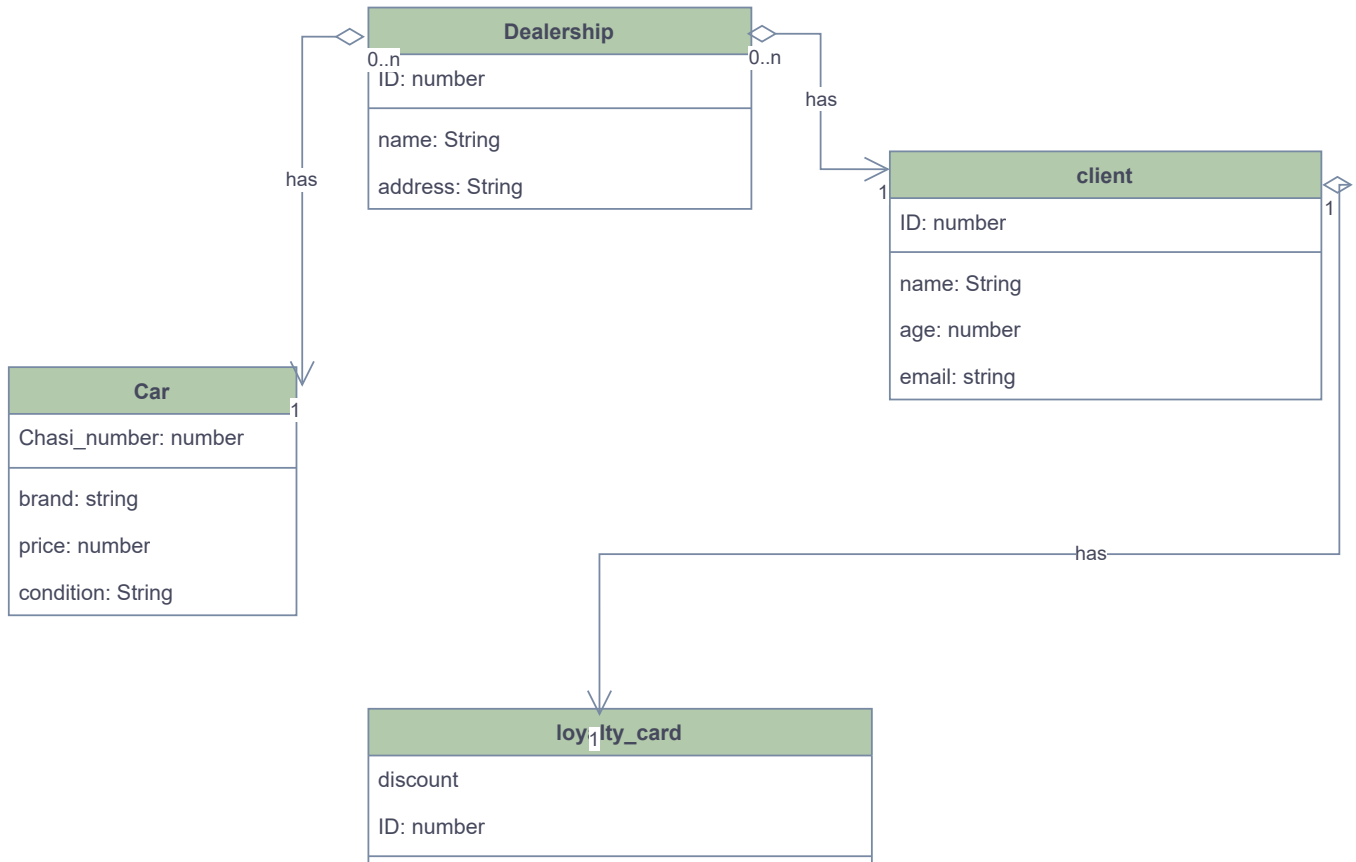 Dealership
0..n
ID: number
name: String
address: String
0..n
has
has
1
client
1
ID: number
name: String
age: number
email: string
Car
1
Chasi_number: number
brand: string
price: number
condition: String
has
loyalty_card
1
discount
ID: number